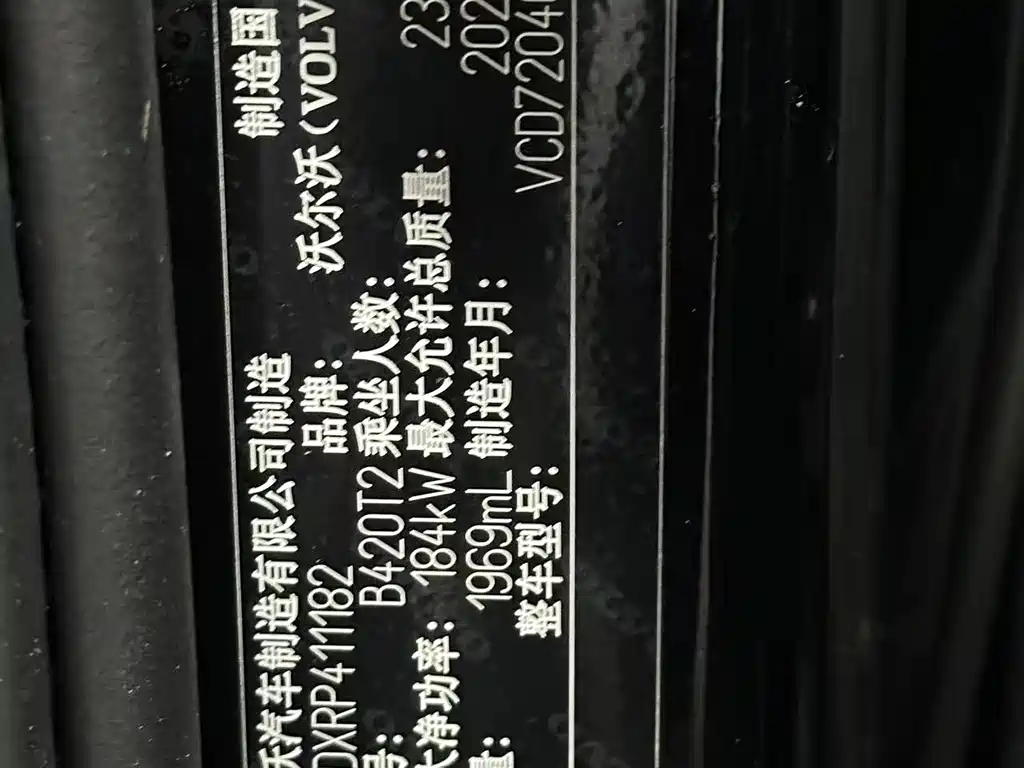 沃汽车制造有限公司制造 制造国
DXRP411182 品牌: 沃尔沃(VOLV
号: B420T2 乘坐人数:
大净功率: 184kW 最大允许总质量: 23
量: 1969mL 制造年月: 202
整车型号: VCD7204